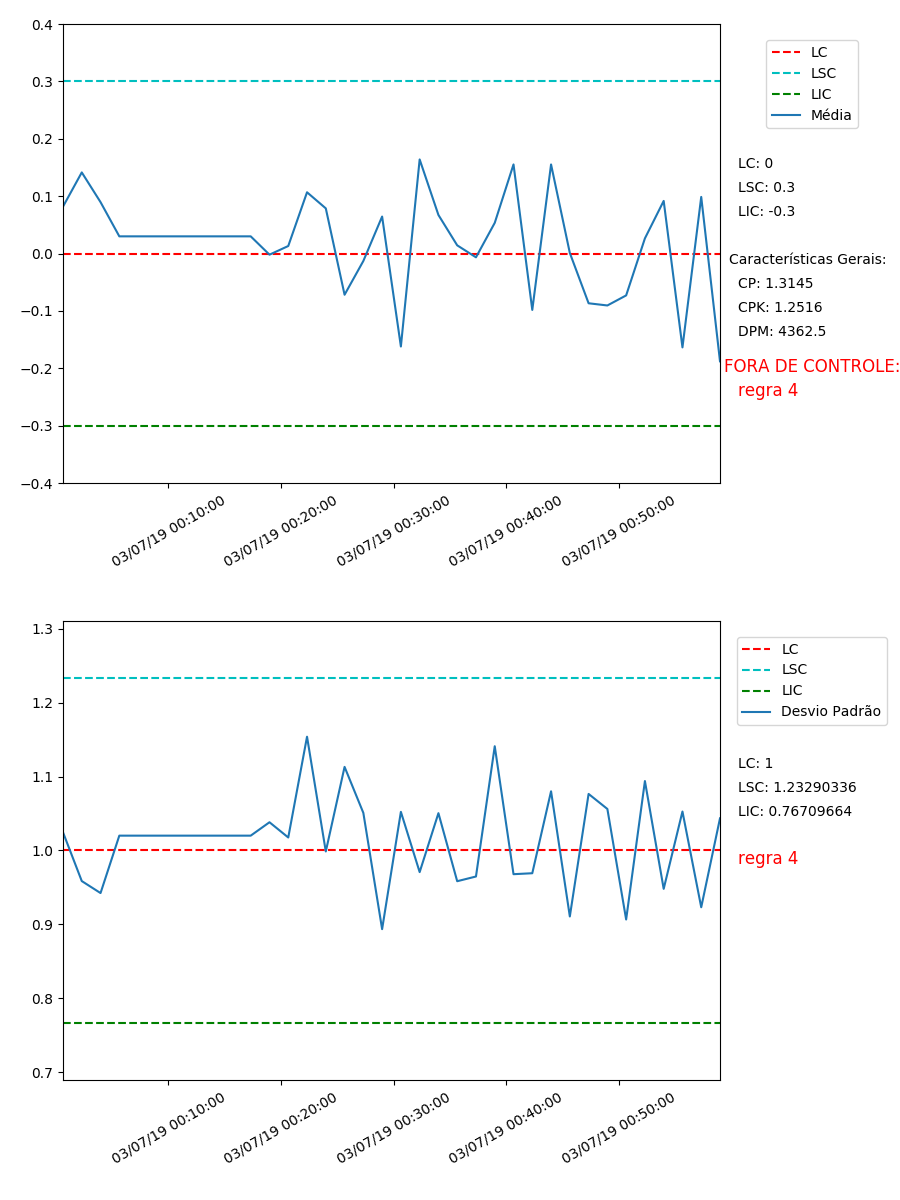 0.4
0.3
0.2
0.1
0.0
−0.1
−0.2
−0.3
−0.4
03/07/19 00:10:00
03/07/19 00:20:00
03/07/19 00:30:00
03/07/19 00:40:00
03/07/19 00:50:00
LC
LSC
LIC
Média
LC: 0
LSC: 0.3
LIC: -0.3
Características Gerais:
CP: 1.3145
CPK: 1.2516
DPM: 4362.5
FORA DE CONTROLE:
regra 4
1.3
1.2
1.1
1.0
0.9
0.8
0.7
03/07/19 00:10:00
03/07/19 00:20:00
03/07/19 00:30:00
03/07/19 00:40:00
03/07/19 00:50:00
LC
LSC
LIC
Desvio Padrão
LC: 1
LSC: 1.23290336
LIC: 0.76709664
regra 4